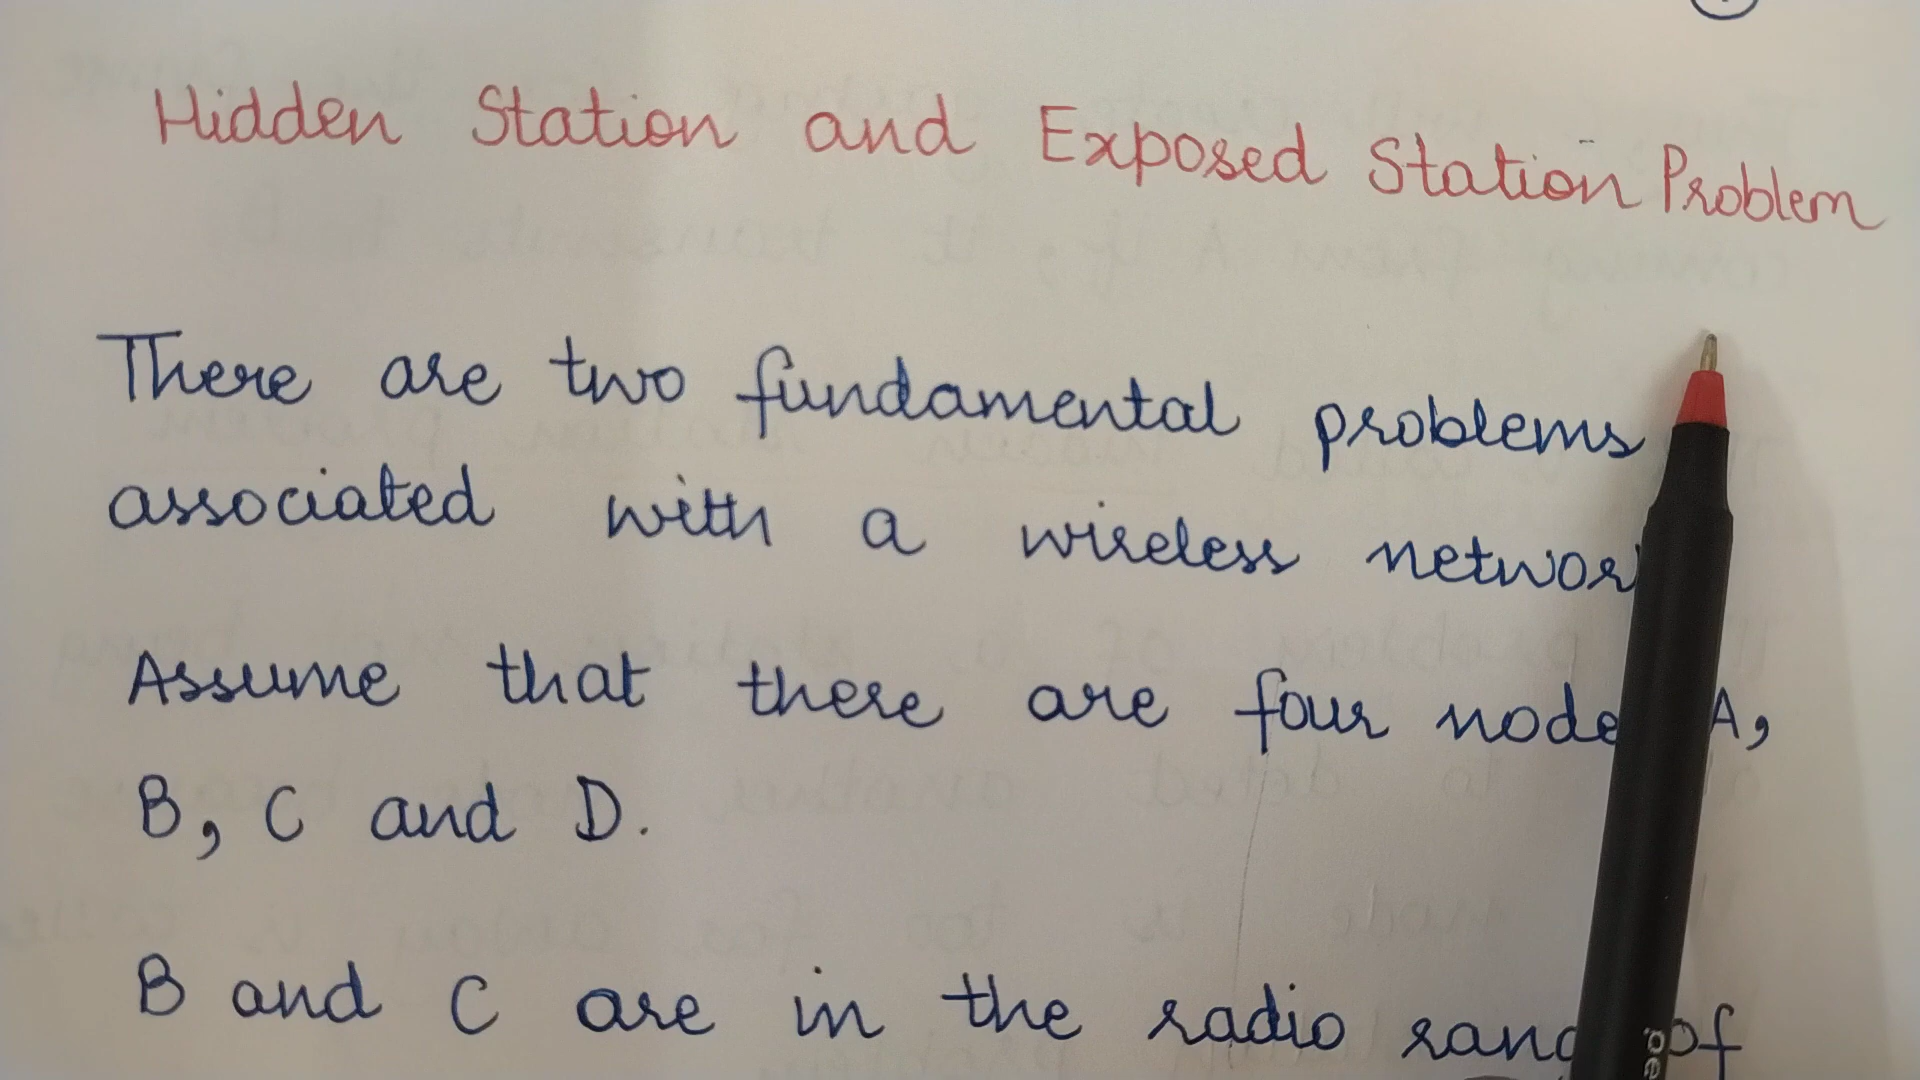 Hidden Station and Exposed Station Problem
There are two fundamental problems
associated with a wireless networ
Assume that there are four node A,
B, C and D.
B and C are in the radio rang of